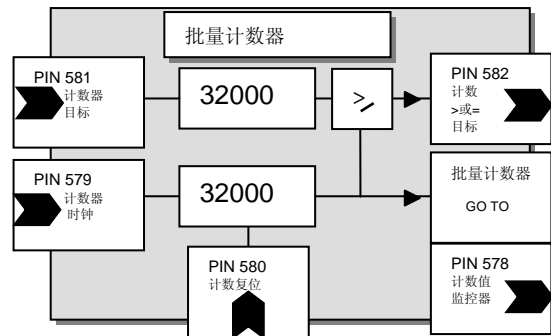 批量计数器
PIN 581
计数器
目标
32000
>
PIN 582
计数
>或=
目标
PIN 579
计数器
时钟
32000
批量计数器
GO TO
PIN 580
计数复位
PIN 578
计数值
监控器